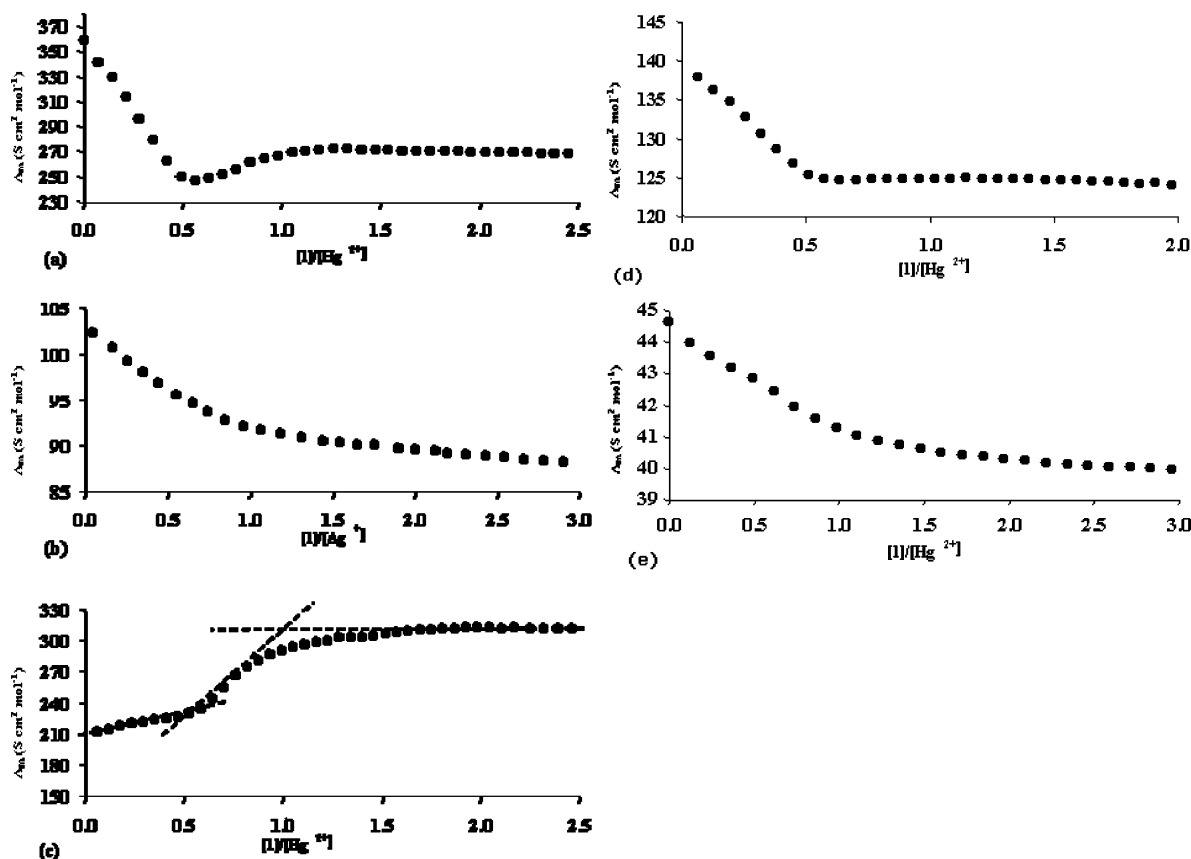 370
350
330
310
290
270
250
230
Λm (S cm² mol⁻¹)
0.0 0.5 1.0 1.5 2.0 2.5
[1]/[Hg ²⁺]
(a)
145
140
135
130
125
120
Λm (S cm² mol⁻¹)
0.0 0.5 1.0 1.5 2.0
[1]/[Hg ²⁺]
(d)
105
100
95
90
85
Λm (S cm² mol⁻¹)
0.0 0.5 1.0 1.5 2.0 2.5 3.0
[1]/[Ag ⁺]
(b)
45
44
43
42
41
40
39
Λm (S cm² mol⁻¹)
0.0 0.5 1.0 1.5 2.0 2.5 3.0
[1]/[Hg ²⁺]
(e)
330
300
270
240
210
180
150
Λm (S cm² mol⁻¹)
0.0 0.5 1.0 1.5 2.0 2.5
[1]/[Hg ²⁺]
(c)